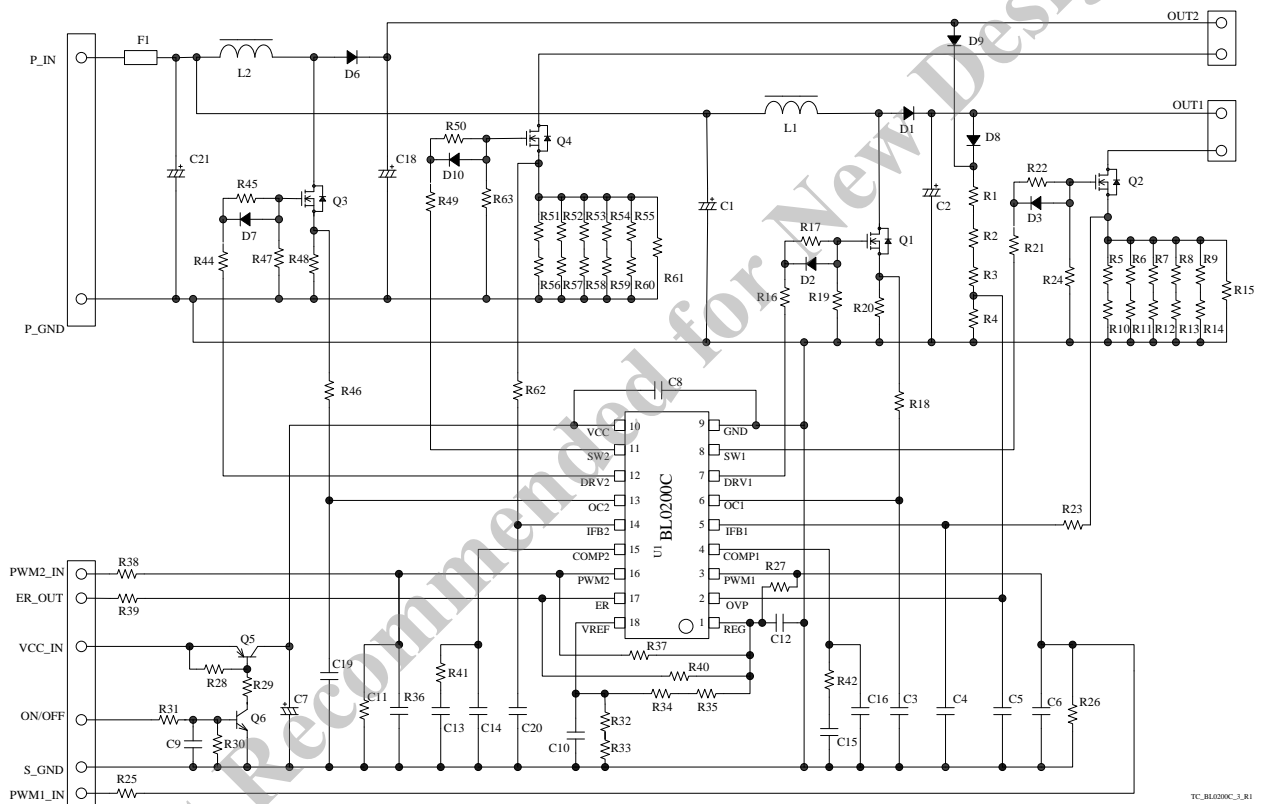 OUT2
D9
F1
P_IN
L2
D6
OUT1
L1
D1
D8
R50
Q4
C21
C18
D10
R22
Q2
R45
Q3
D3
R1
D7
R49
R63
R51 R52 R53 R54 R55
C1
C2
R17
Q1
R2
R21
R44
R47
R48
D2
R5 R6 R7 R8 R9
R61
R3
R24
R15
R56 R57 R58 R59 R60
R16
R19
R20
R4
R10 R11 R12 R13 R14
P_GND
R46
R62
C8
R18
VCC 10 9 GND
SW2 11 8 SW1
DRV2 12 7 DRV1
OC2 13 6 OC1
IFB2 14 5 IFB1
COMP2 15 4 COMP1
PWM2 16 3 PWM1
ER 17 2 OVP
VREF 18 1 REG
U1
BL0200C
R23
R27
C12
PWM2_IN
R38
ER_OUT
R39
VCC_IN
Q5
R28
R29
R37
R40
R34
R35
C19
R41
R42
ON/OFF
R31
Q6
C7
C11
R36
C13
C14
C20
C10
R32
R33
C16
C15
C3
C4
C5
C6
R26
C9
R30
S_GND
R25
PWM1_IN
TC_BL0200C_3_R1
Recommended for New Design